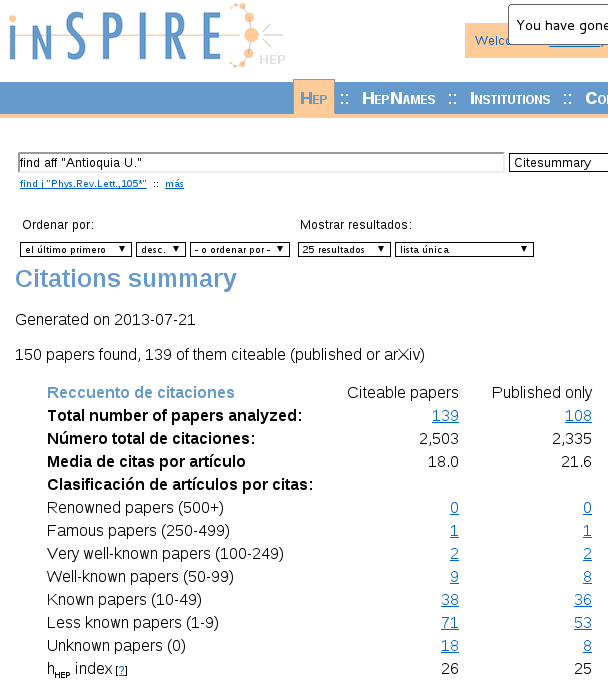 iNSPIRE HEP
You have gone
Welc
HEP :: HEPNAMES :: INSTITUTIONS ::
find aff "Antioquia U." Citesummary
find j "Phys.Rev.Lett.,105*" :: más
Ordenar por: Mostrar resultados:
el último primero ▼ desc. ▼ - o ordenar por - ▼ 25 resultados ▼ lista única ▼
Citations summary
Generated on 2013-07-21
150 papers found, 139 of them citeable (published or arXiv)
Reccuento de citaciones Citeable papers Published only
Total number of papers analyzed: 139 108
Número total de citaciones: 2,503 2,335
Media de citas por artículo 18.0 21.6
Clasificación de artículos por citas:
Renowned papers (500+) 0 0
Famous papers (250-499) 1 1
Very well-known papers (100-249) 2 2
Well-known papers (50-99) 9 8
Known papers (10-49) 38 36
Less known papers (1-9) 71 53
Unknown papers (0) 18 8
hHEP index [?] 26 25